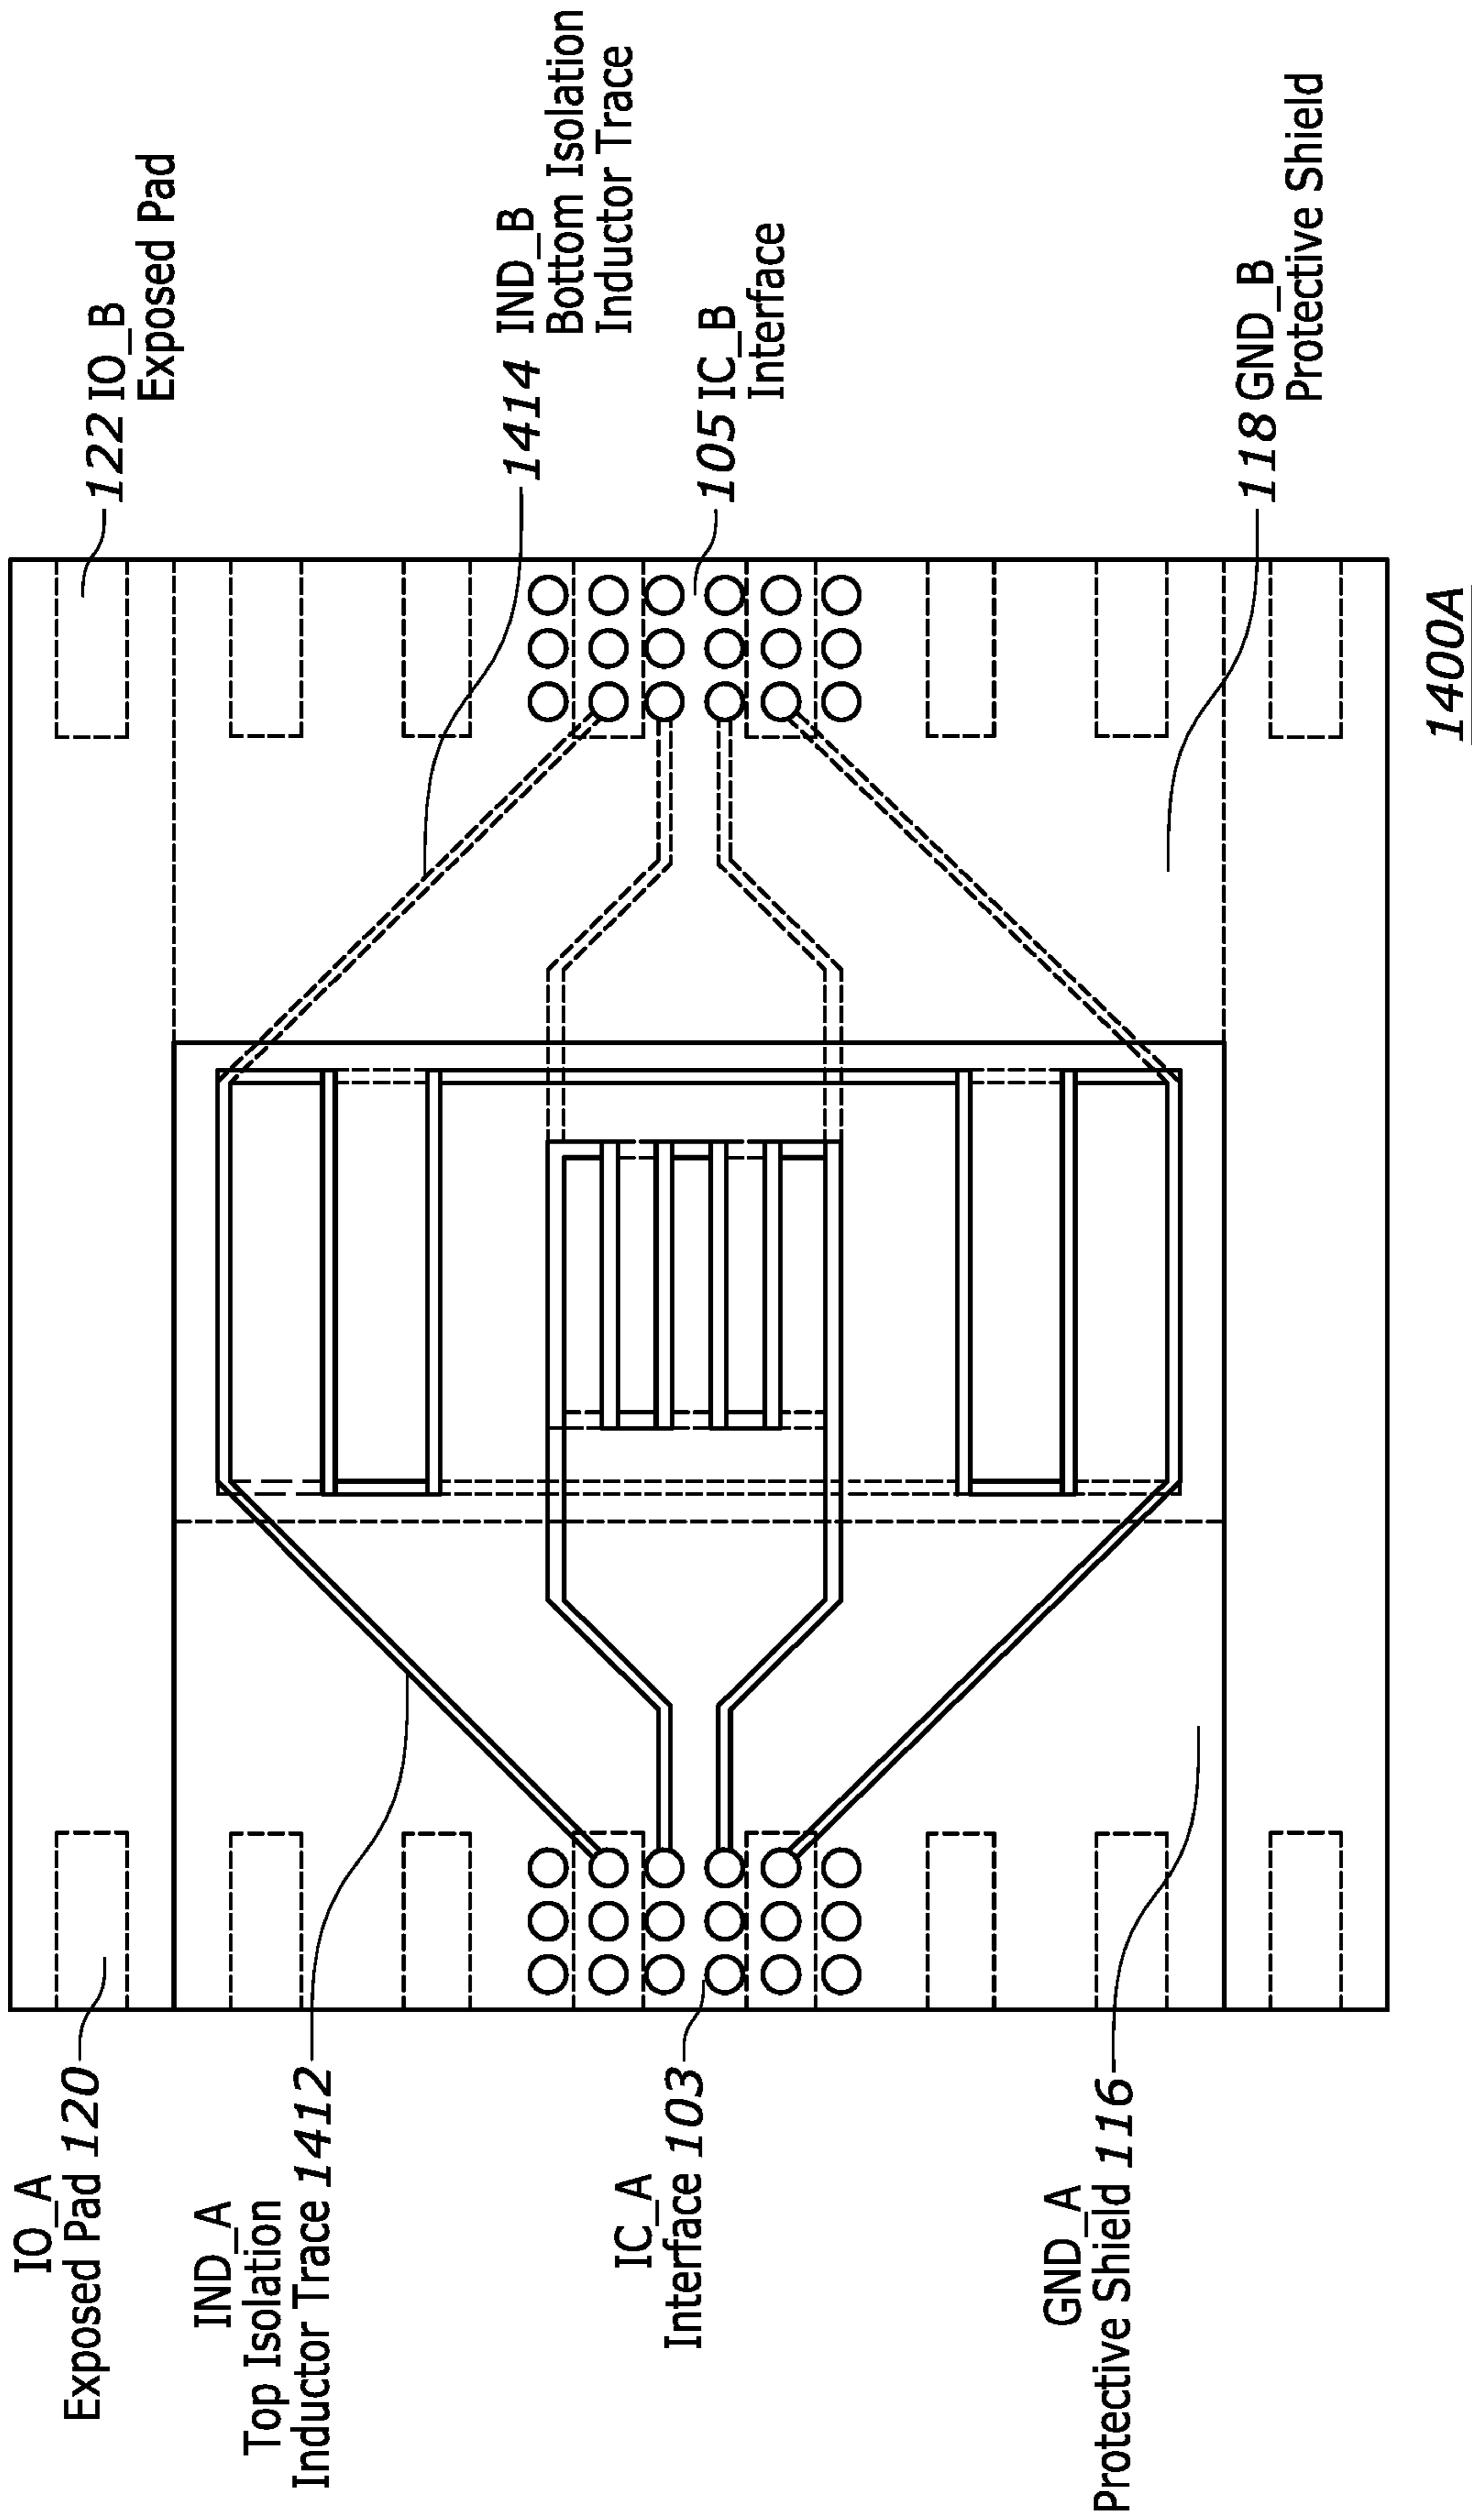 IO_A
Exposed Pad 120
IND_A
Top Isolation
Inductor Trace 1412
IC_A
Interface 103
GND_A
Protective Shield 116
122 IO_B
Exposed Pad
1414 IND_B
Bottom Isolation
Inductor Trace
105 IC_B
Interface
118 GND_B
Protective Shield
1400A